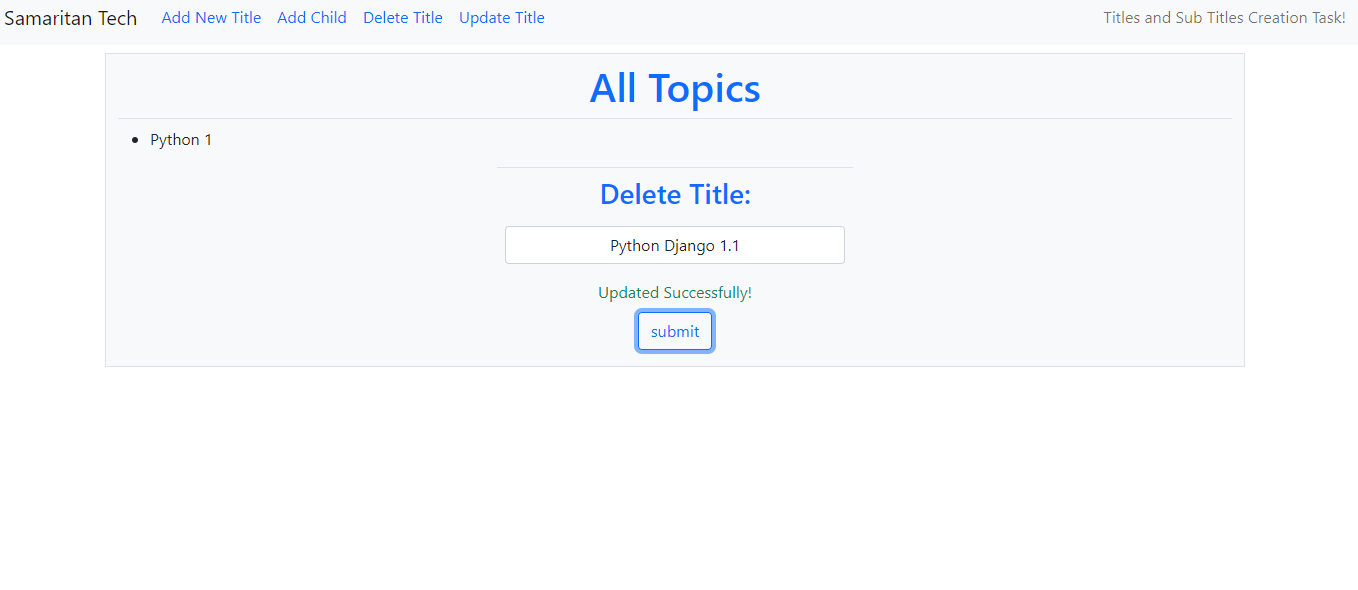 Samaritan Tech Add New Title Add Child Delete Title Update Title Titles and Sub Titles Creation Task!
All Topics
Python 1
Delete Title:
Python Django 1.1
Updated Successfully!
submit